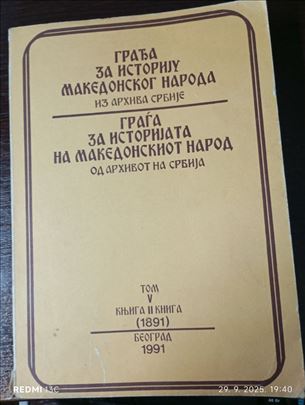 ГРАЂА
ЗА ИСТОРИЈУ
МАКЕДОНСКОГ НАРОДА
ИЗ АРХИВА СРБИЈЕ
ГРАЃА
ЗА ИСТОРИЈАТА
НА МАКЕДОНСКИОТ НАРОД
ОД АРХИВОТ НА СРБИЈА
ТОМ
V
КЊИГА II КНИГА
(1891)
БЕОГРАД
1991
REDMI 13C
29. 9. 2025. 19:40